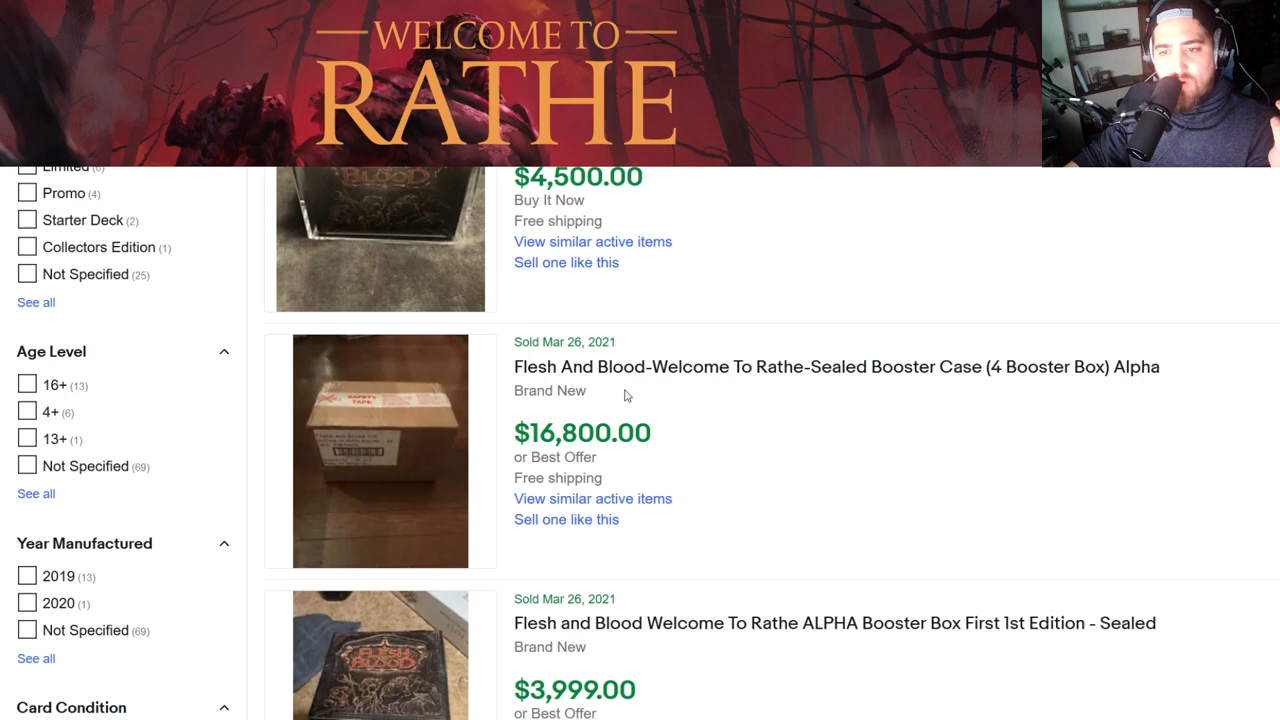 WELCOME TO
RATHE
Limited (6)
Promo (4)
Starter Deck (2)
Collectors Edition (1)
Not Specified (25)
See all
Age Level
16+ (13)
4+ (6)
13+ (1)
Not Specified (69)
See all
Year Manufactured
2019 (13)
2020 (1)
Not Specified (69)
See all
Card Condition
BLOOD
$4,500.00
Buy It Now
Free shipping
View similar active items
Sell one like this
SAFETY
TAPE
Sold Mar 26, 2021
Flesh And Blood-Welcome To Rathe-Sealed Booster Case (4 Booster Box) Alpha
Brand New
$16,800.00
or Best Offer
Free shipping
View similar active items
Sell one like this
FLESH
BLOOD
Sold Mar 26, 2021
Flesh and Blood Welcome To Rathe ALPHA Booster Box First 1st Edition - Sealed
Brand New
$3,999.00
or Best Offer